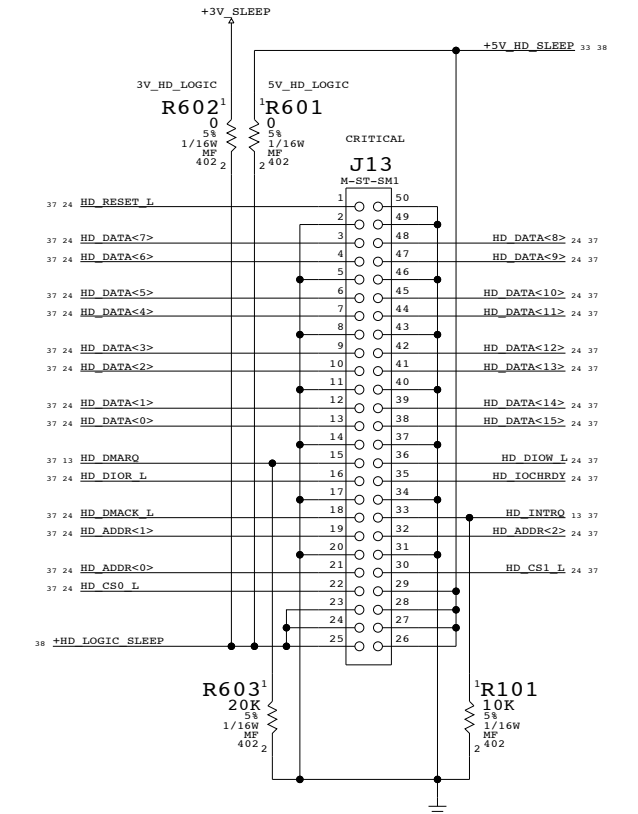 +3V_SLEEP
+5V_HD_SLEEP 33 38
3V_HD_LOGIC 5V_HD_LOGIC
R602 1 1 R601
0 0
5% 5%
1/16W 1/16W
MF MF
402 2 2 402
CRITICAL
J13
M-ST-SM1
37 24 HD_RESET_L 1 50
2 49
37 24 HD_DATA<7> 3 48 HD_DATA<8> 24 37
37 24 HD_DATA<6> 4 47 HD_DATA<9> 24 37
5 46
37 24 HD_DATA<5> 6 45 HD_DATA<10> 24 37
37 24 HD_DATA<4> 7 44 HD_DATA<11> 24 37
8 43
37 24 HD_DATA<3> 9 42 HD_DATA<12> 24 37
37 24 HD_DATA<2> 10 41 HD_DATA<13> 24 37
11 40
37 24 HD_DATA<1> 12 39 HD_DATA<14> 24 37
37 24 HD_DATA<0> 13 38 HD_DATA<15> 24 37
14 37
37 13 HD_DMARQ 15 36 HD_DIOW_L 24 37
37 24 HD_DIOR_L 16 35 HD_IOCHRDY 24 37
17 34
37 24 HD_DMACK_L 18 33 HD_INTRQ 13 37
37 24 HD_ADDR<1> 19 32 HD_ADDR<2> 24 37
20 31
37 24 HD_ADDR<0> 21 30 HD_CS1_L 24 37
37 24 HD_CS0_L 22 29
23 28
24 27
38 +HD_LOGIC_SLEEP 25 26
R603 1 1 R101
20K 10K
5% 5%
1/16W 1/16W
MF MF
402 2 2 402